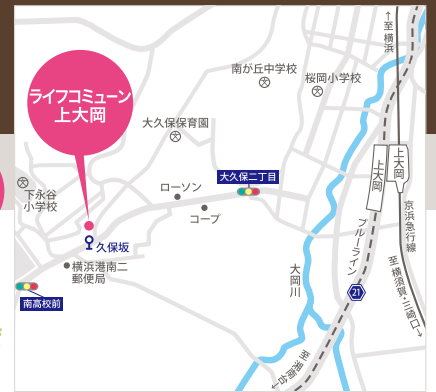 ←至横浜
南が丘中学校
桜岡小学校
ライフコミューン
上大岡
大久保保育園
大久保二丁目
上大岡
上大岡
下永谷
小学校
ローソン
コープ
京浜急行線
ブルーライン
久保坂
横浜港南二
郵便局
大岡川
至横須賀・三崎口→
21
南高校前
至湘南台